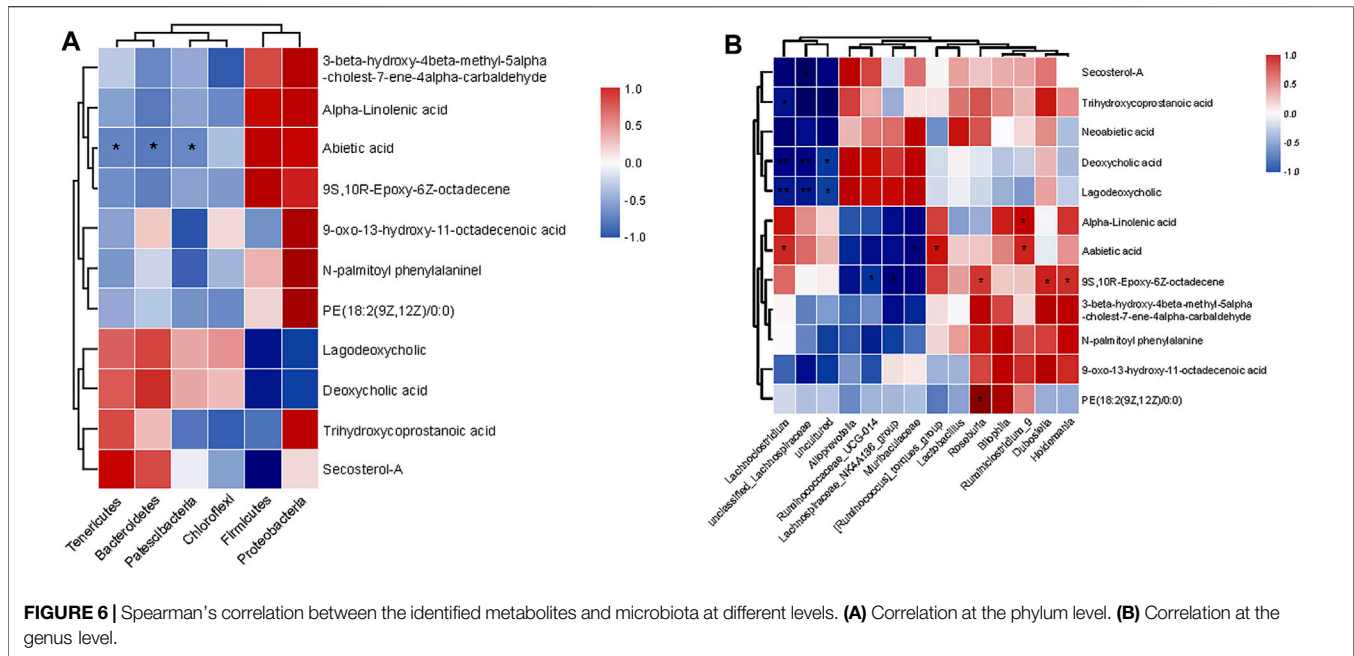 A
3-beta-hydroxy-4beta-methyl-5alpha
-cholest-7-ene-4alpha-carbaldehyde
Alpha-Linolenic acid
Abietic acid
9S,10R-Epoxy-6Z-octadecene
9-oxo-13-hydroxy-11-octadecenoic acid
N-palmitoyl phenylalaninel
PE(18:2(9Z,12Z)/0:0)
Lagodeoxycholic
Deoxycholic acid
Trihydroxycoprostanoic acid
Secosterol-A
* * *
Tenericutes
Bacteroidetes
Patescibacteria
Chloroflexi
Firmicutes
Proteobacteria
1.0
0.5
0.0
-0.5
-1.0
B
Secosterol-A
Trihydroxycoprostanoic acid
Neoabietic acid
Deoxycholic acid
Lagodeoxycholic
Alpha-Linolenic acid
Aabietic acid
9S,10R-Epoxy-6Z-octadecene
3-beta-hydroxy-4beta-methyl-5alpha
-cholest-7-ene-4alpha-carbaldehyde
N-palmitoyl phenylalanine
9-oxo-13-hydroxy-11-octadecenoic acid
PE(18:2(9Z,12Z)/0:0)
*
*
** ** *
** ** *
*
* * * *
* * * * *
*
Lachnoclostridium
unclassified_Lachnospiraceae
uncultured
Alloprevotella
Ruminococcaceae_UCG-014
Lachnospiraceae_NK4A136_group
Muribaculaceae
[Ruminococcus]_torques_group
Lactobacillus
Roseburia
Bilophila
Ruminiclostridium_9
Dubosiella
Holdemania
1.0
0.5
0.0
-0.5
-1.0
FIGURE 6 | Spearman's correlation between the identified metabolites and microbiota at different levels. (A) Correlation at the phylum level. (B) Correlation at the
genus level.